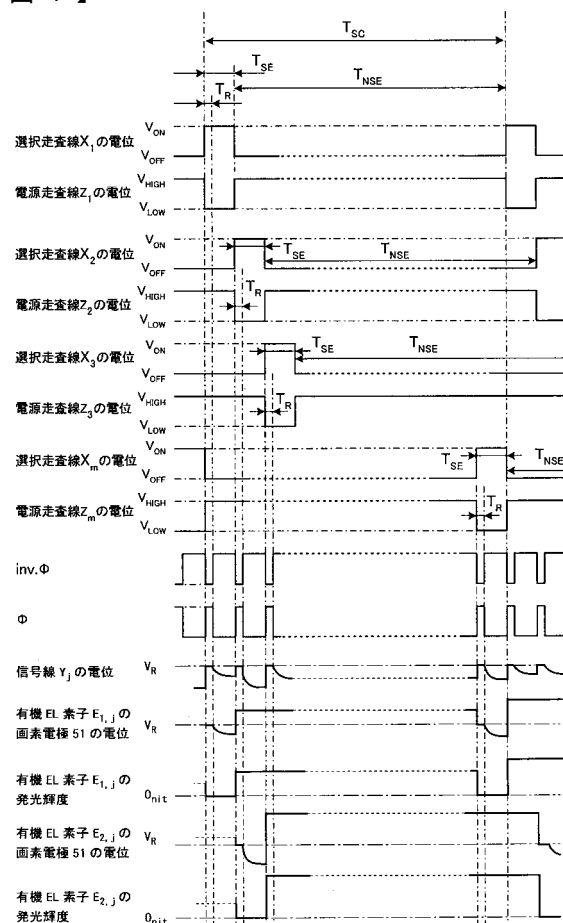 T_SC
T_SE
T_NSE
T_R
選択走査線X_1の電位 V_ON
V_OFF
電源走査線Z_1の電位 V_HIGH
V_LOW
選択走査線X_2の電位 V_ON
V_OFF
T_SE
T_NSE
電源走査線Z_2の電位 V_HIGH
V_LOW
T_R
選択走査線X_3の電位 V_ON
V_OFF
T_SE
T_NSE
電源走査線Z_3の電位 V_HIGH
V_LOW
T_R
選択走査線X_mの電位 V_ON
V_OFF
T_SE
T_NSE
電源走査線Z_mの電位 V_HIGH
V_LOW
T_R
inv.Φ
Φ
信号線Y_jの電位 V_R
有機EL素子E_1,jの
画素電極51の電位 V_R
有機EL素子E_1,jの
発光輝度 0_nit
有機EL素子E_2,jの
画素電極51の電位 V_R
有機EL素子E_2,jの
発光輝度 0_nit